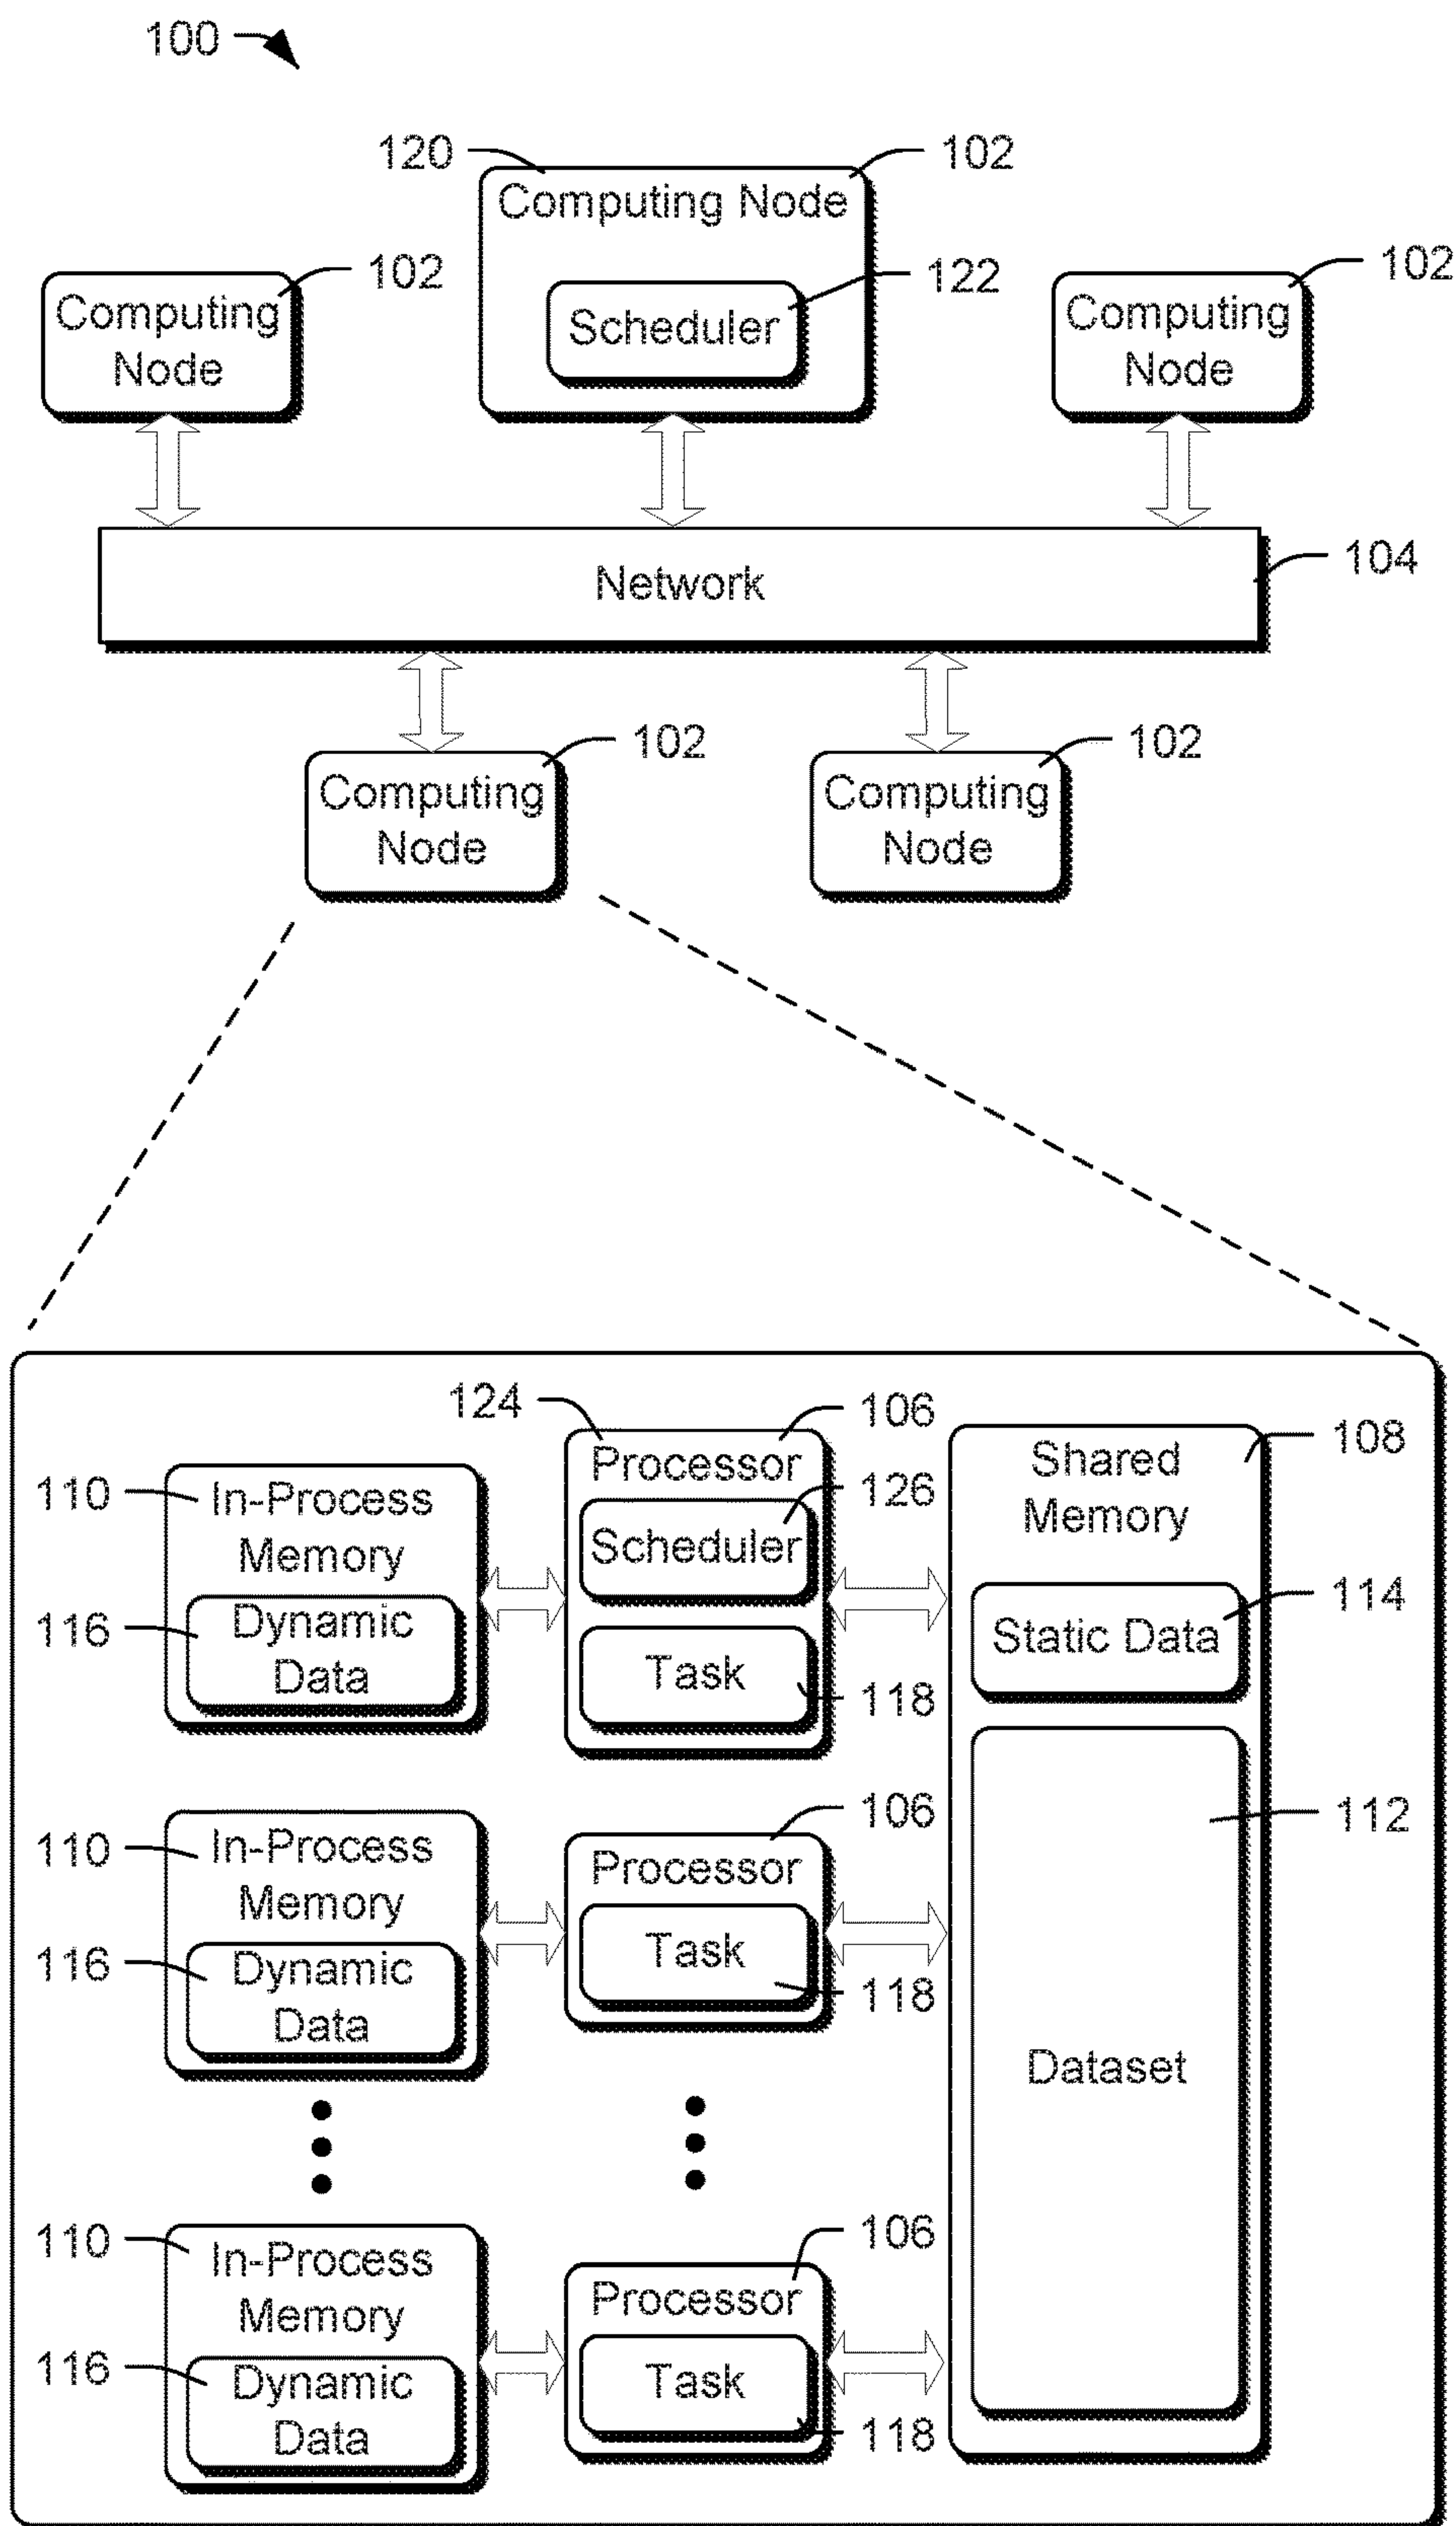 100
120
102
Computing Node
102
122
102
Computing
Node
Scheduler
Computing
Node
Network
104
102
102
Computing
Node
Computing
Node
124
106
Processor
Shared
Memory
108
110
In-Process
Memory
Scheduler
126
116
Dynamic
Data
Task
118
Static Data
114
110
In-Process
Memory
106
Processor
112
116
Dynamic
Data
Task
118
Dataset
110
In-Process
Memory
106
Processor
116
Dynamic
Data
Task
118